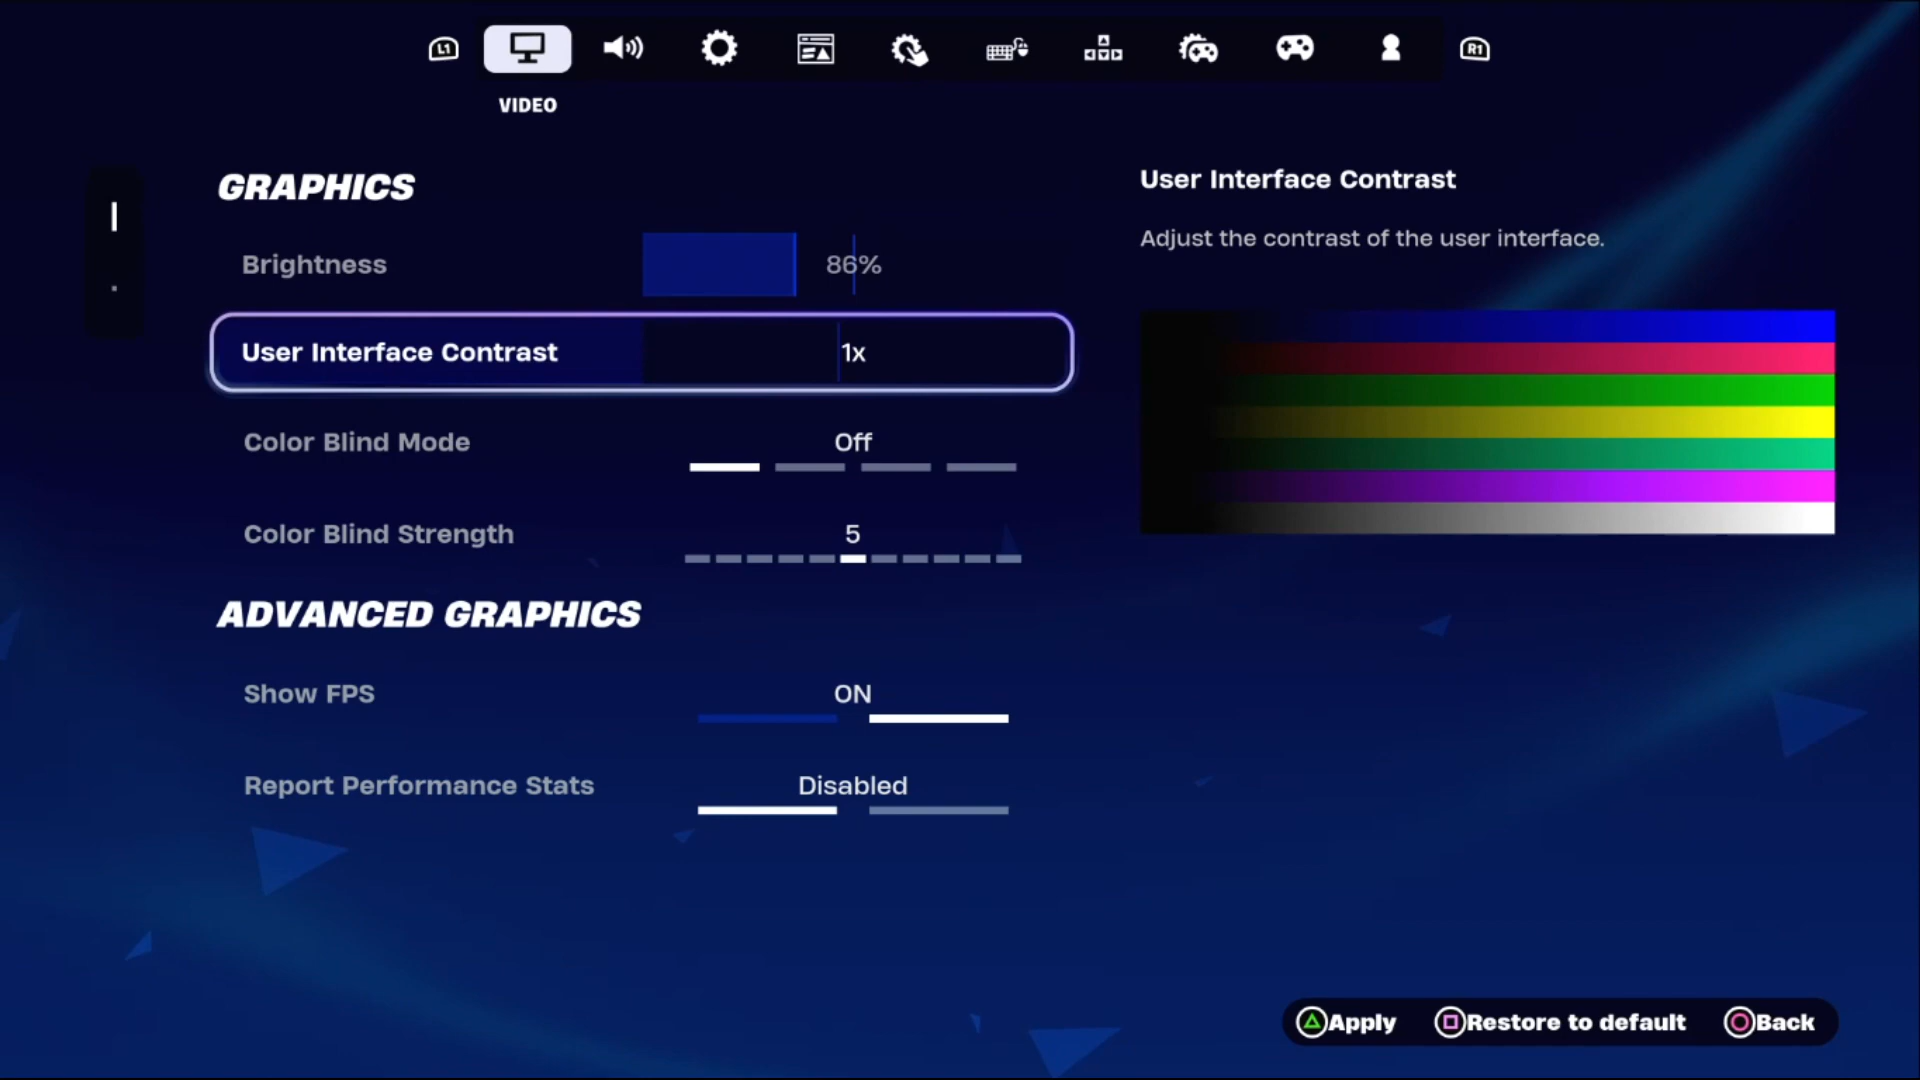 L1
R1
VIDEO
GRAPHICS
Brightness
86%
User Interface Contrast
1x
Color Blind Mode
Off
Color Blind Strength
5
ADVANCED GRAPHICS
Show FPS
ON
Report Performance Stats
Disabled
User Interface Contrast
Adjust the contrast of the user interface.
Apply
Restore to default
Back